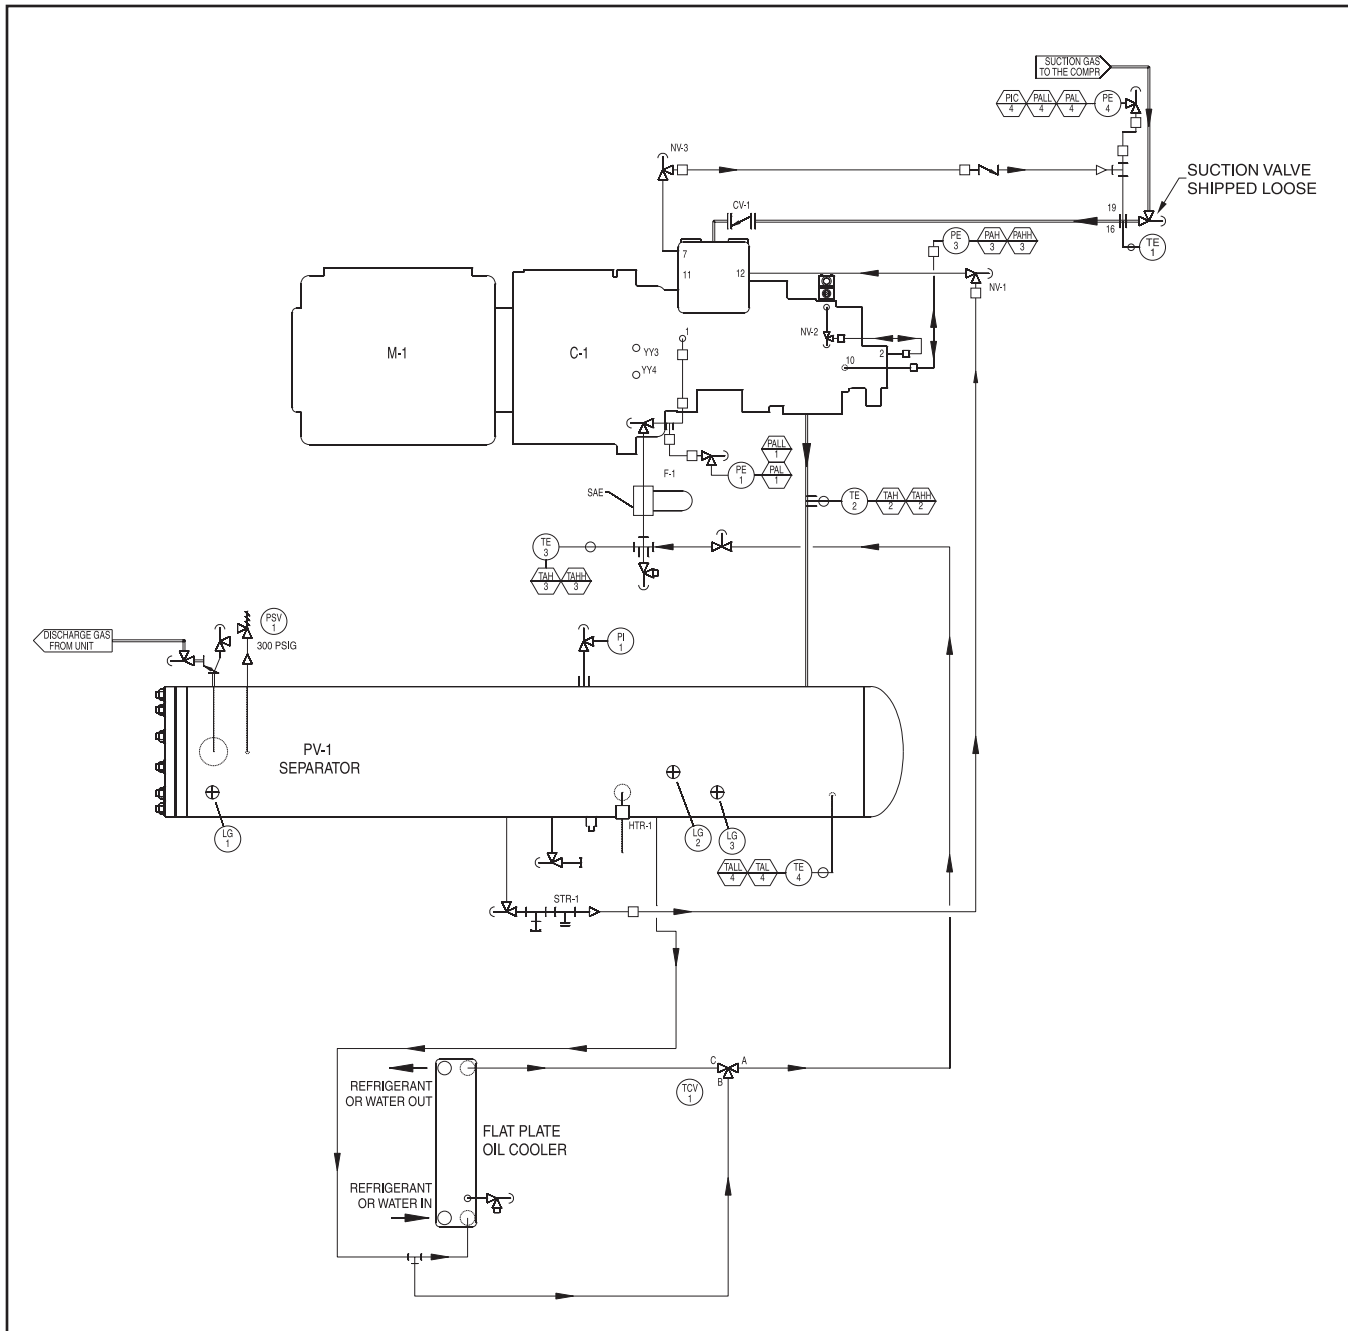 SUCTION GAS
TO THE COMPR
PIC
4
PALL
4
PAL
4
PE
4
NV-3
SUCTION VALVE
SHIPPED LOOSE
CV-1
19
16
PE
3
PAH
3
PAHH
3
TE
1
7
11
12
NV-1
NV-2
1
M-1
C-1
YY3
YY4
2
10
PALL
1
F-1
PE
1
PAL
1
SAE
TE
2
TAH
2
TAHH
2
TE
3
TAH
3
TAHH
3
PSV
1
300 PSIG
DISCHARGE GAS
FROM UNIT
PI
1
PV-1
SEPARATOR
LG
1
HTR-1
LG
2
LG
3
TALL
4
TAL
4
TE
4
STR-1
C
A
B
TCV
1
REFRIGERANT
OR WATER OUT
FLAT PLATE
OIL COOLER
REFRIGERANT
OR WATER IN